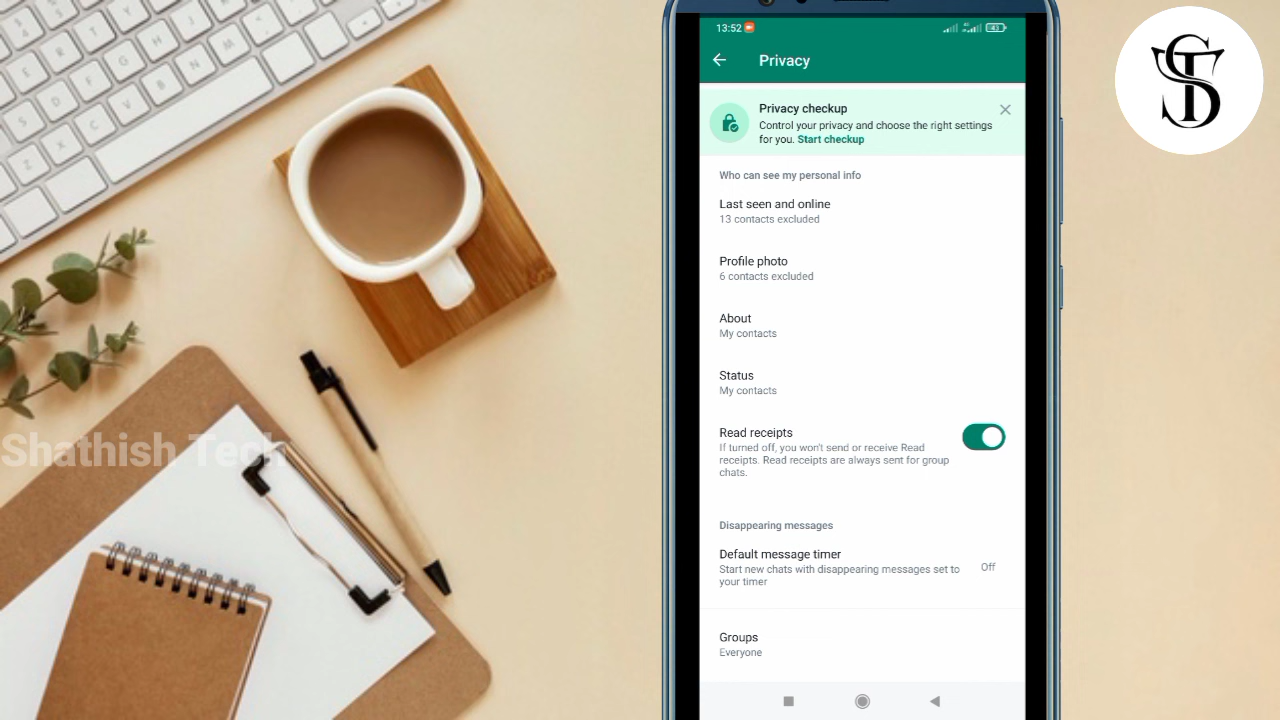 13:52
Privacy
Privacy checkup
Control your privacy and choose the right settings
for you. Start checkup
Who can see my personal info
Last seen and online
13 contacts excluded
Profile photo
6 contacts excluded
About
My contacts
Status
My contacts
Read receipts
If turned off, you won't send or receive Read
receipts. Read receipts are always sent for group
chats.
Disappearing messages
Default message timer
Start new chats with disappearing messages set to
your timer
Off
Groups
Everyone
Shathish Tech
ST